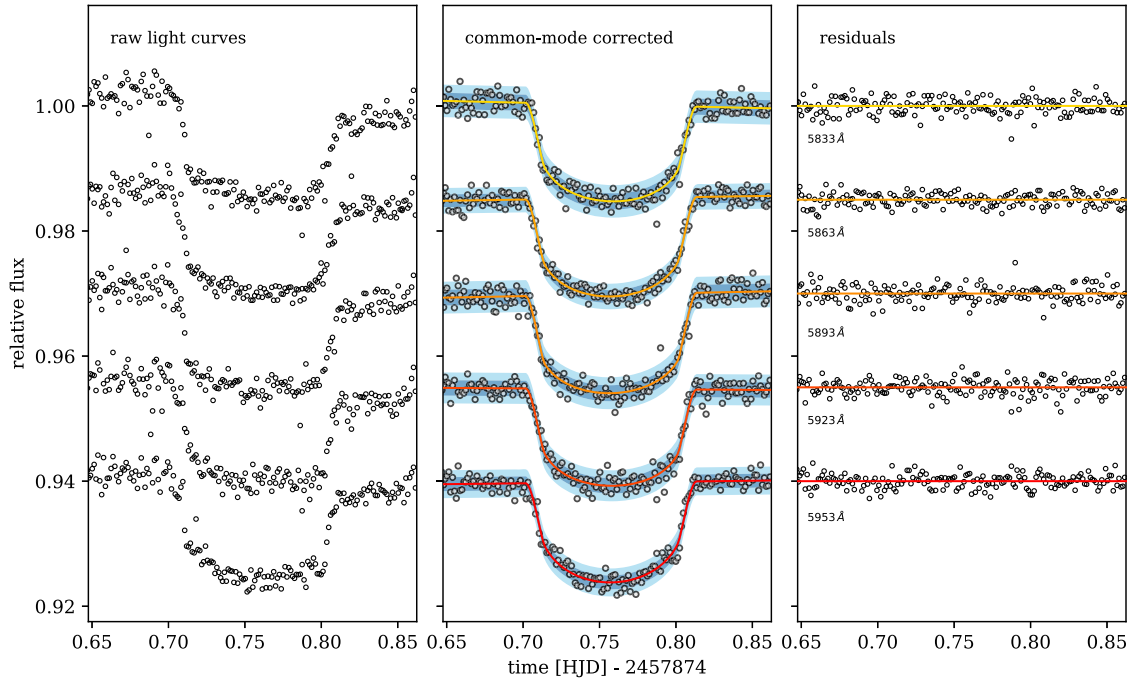 raw light curves
common-mode corrected
residuals
relative flux
1.00
0.98
0.96
0.94
0.92
5833Å
5863Å
5893Å
5923Å
5953Å
0.65 0.70 0.75 0.80 0.85
0.65 0.70 0.75 0.80 0.85
0.65 0.70 0.75 0.80 0.85
time [HJD] - 2457874